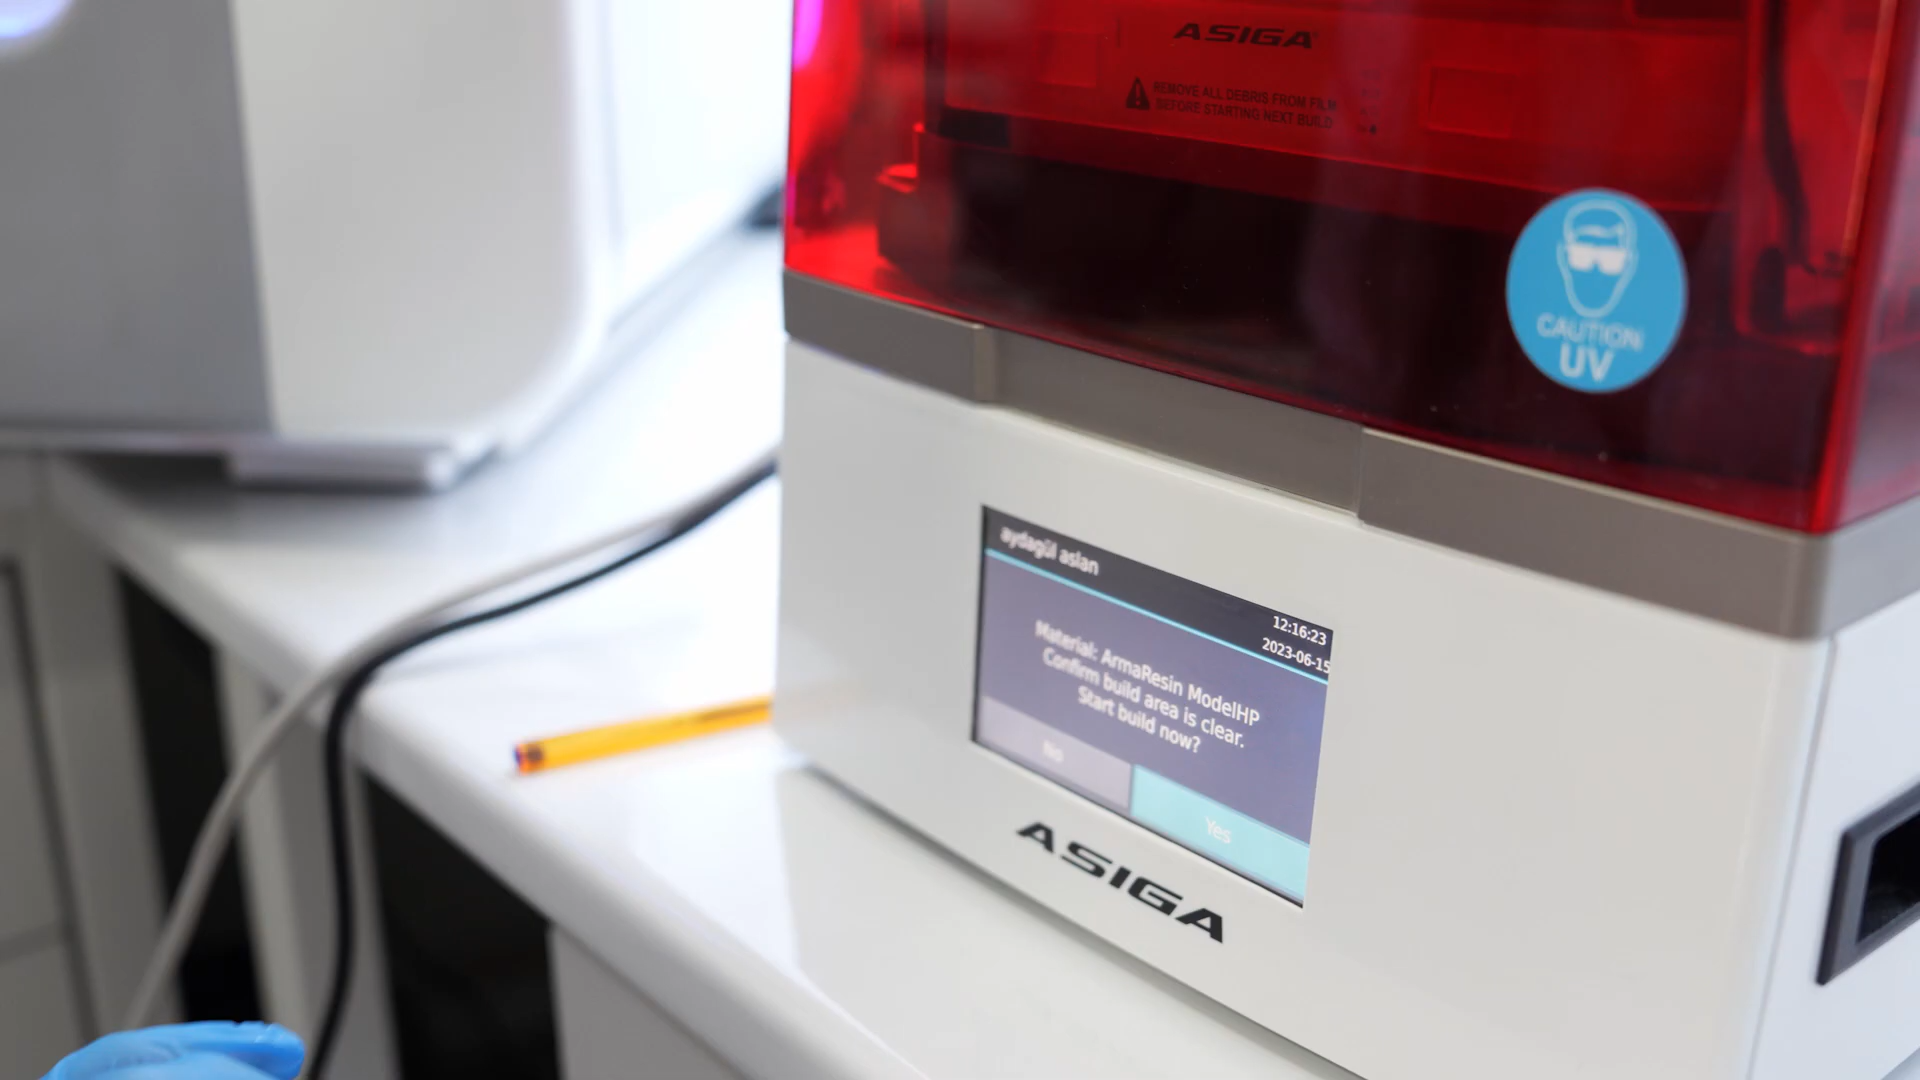 ASIGA
REMOVE ALL DEBRIS FROM FILM
BEFORE STARTING NEXT BUILD
CAUTION
UV
aydagül aslan
12:16:23
2023-06-15
Material: ArmaResin ModelHP
Confirm build area is clear.
Start build now?
No
Yes
ASIGA